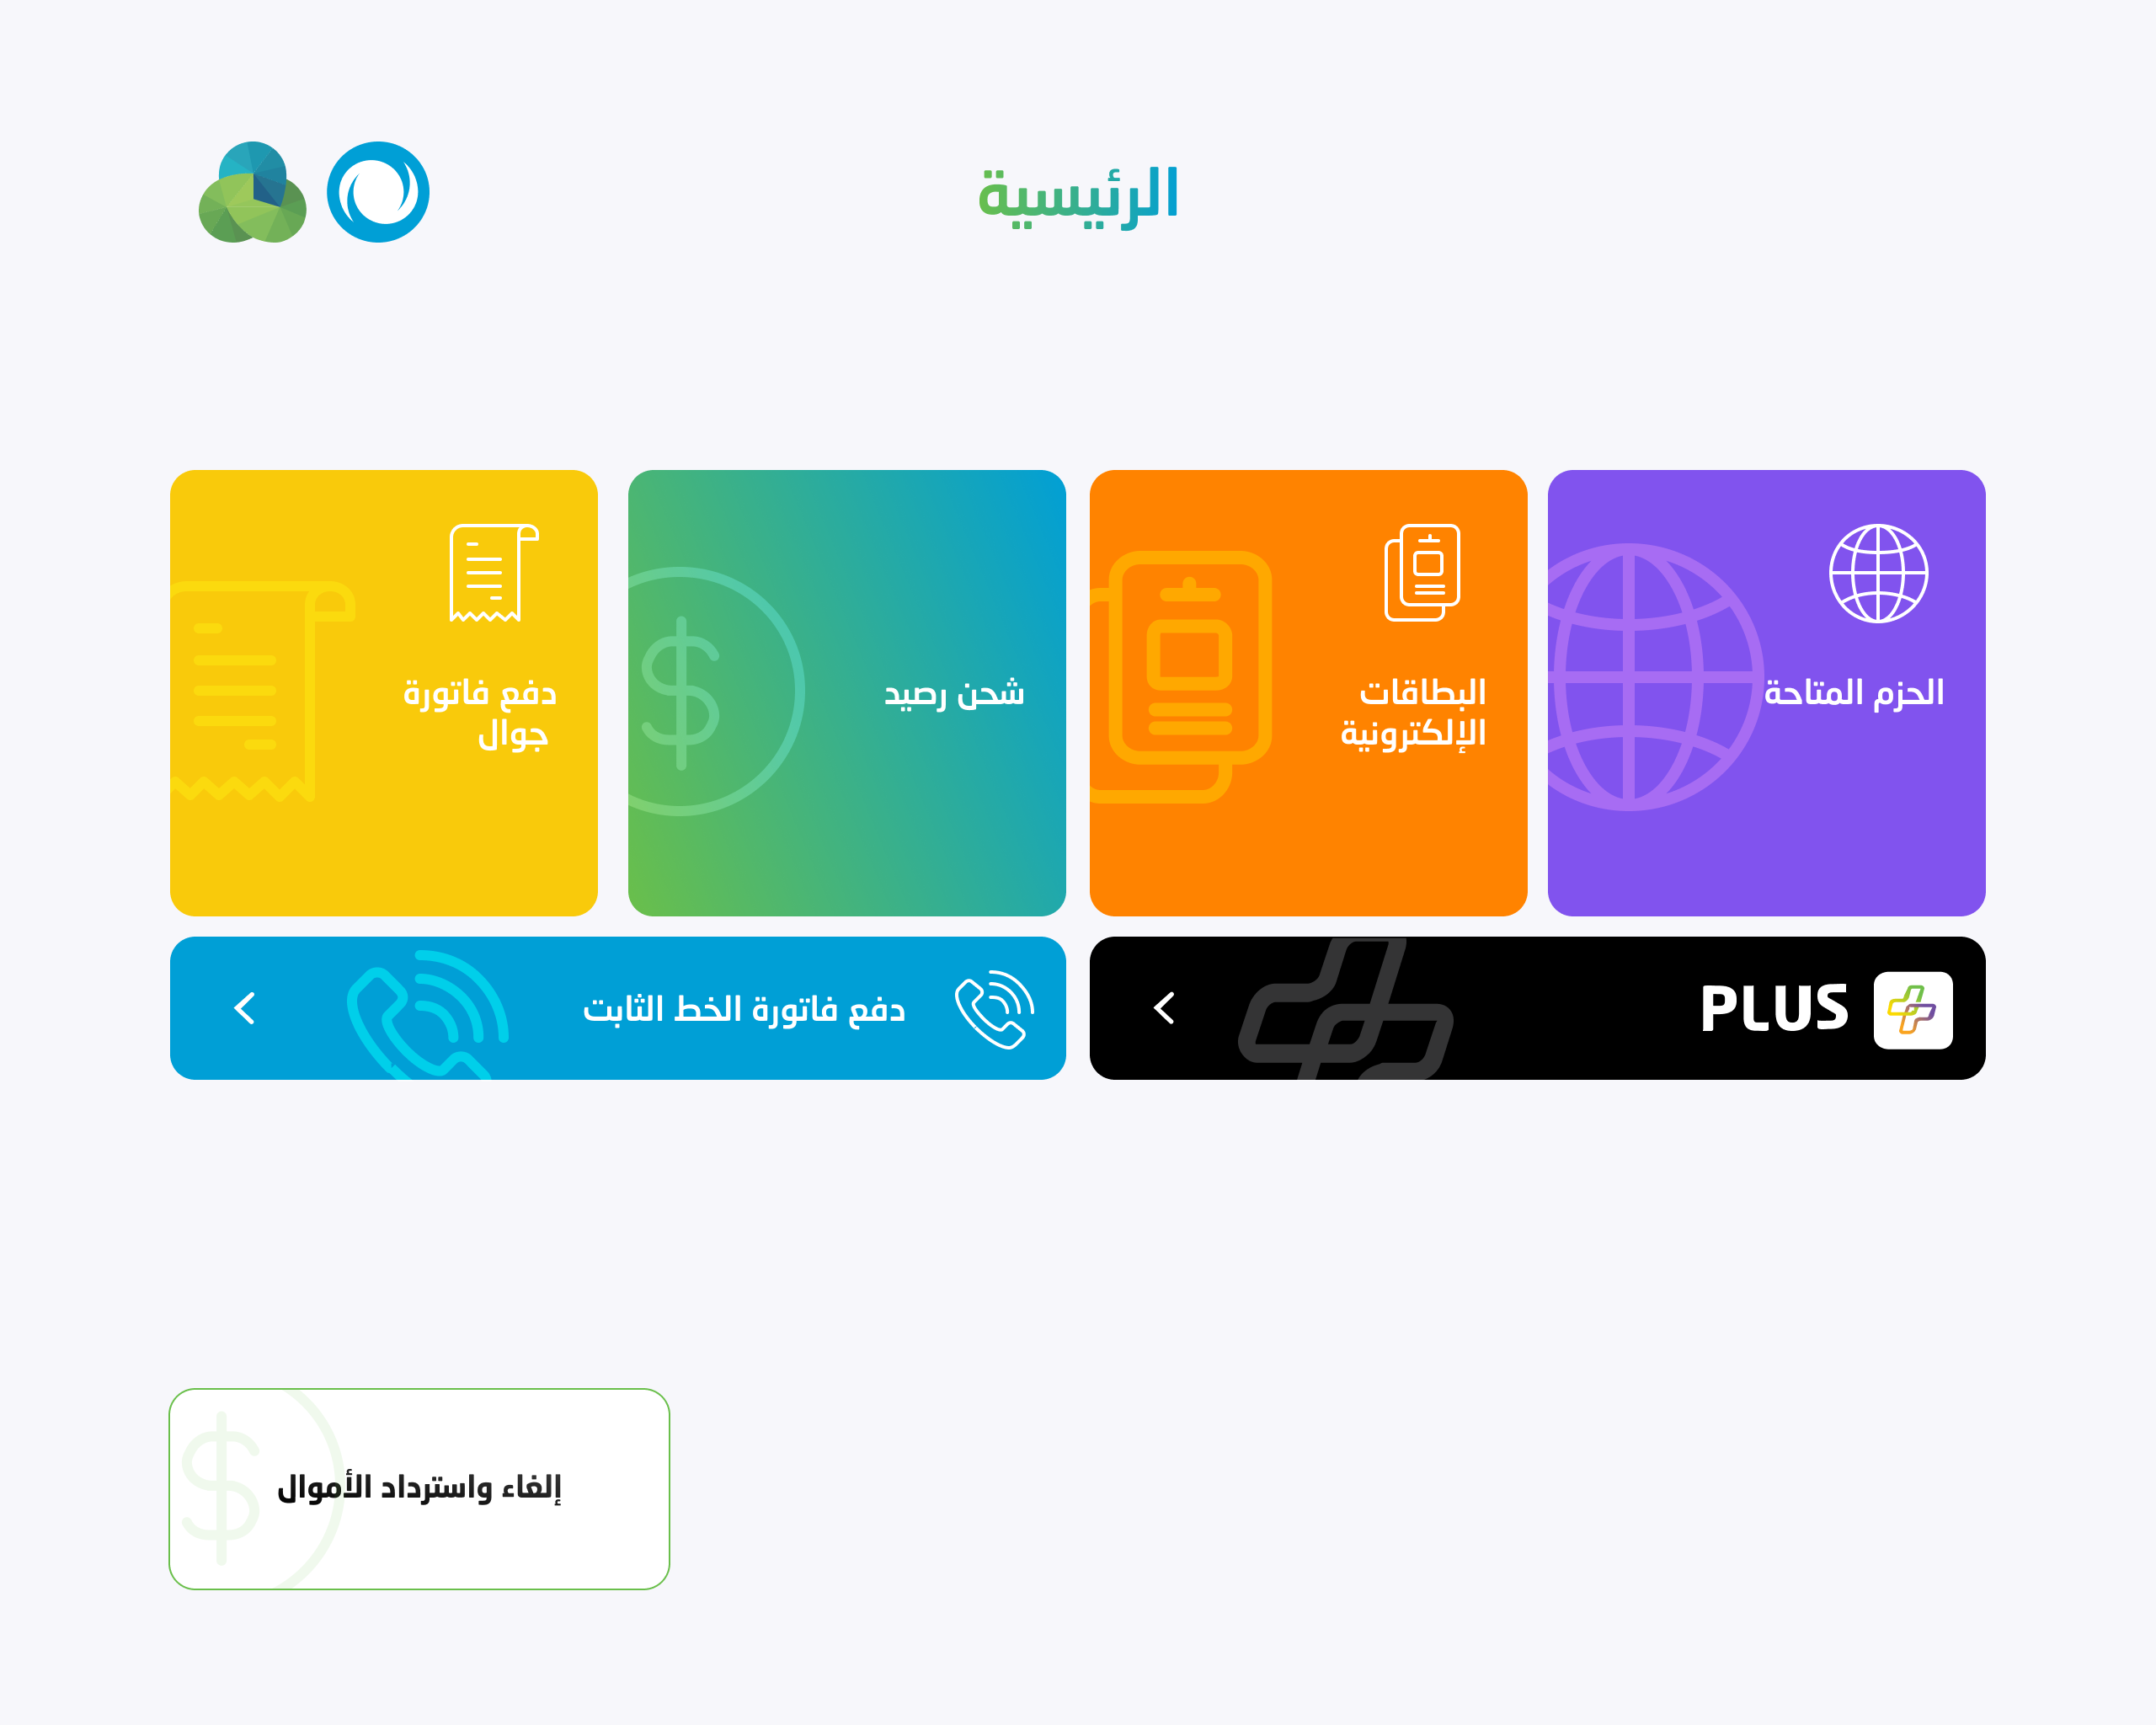 الرئيسية
الحزم المتاحة
البطاقات
الإلكترونية
شحن رصيد
دفع فاتورة
جوال
PLUS
دفع فاتورة الخط الثابت
إلغاء واسترداد الأموال